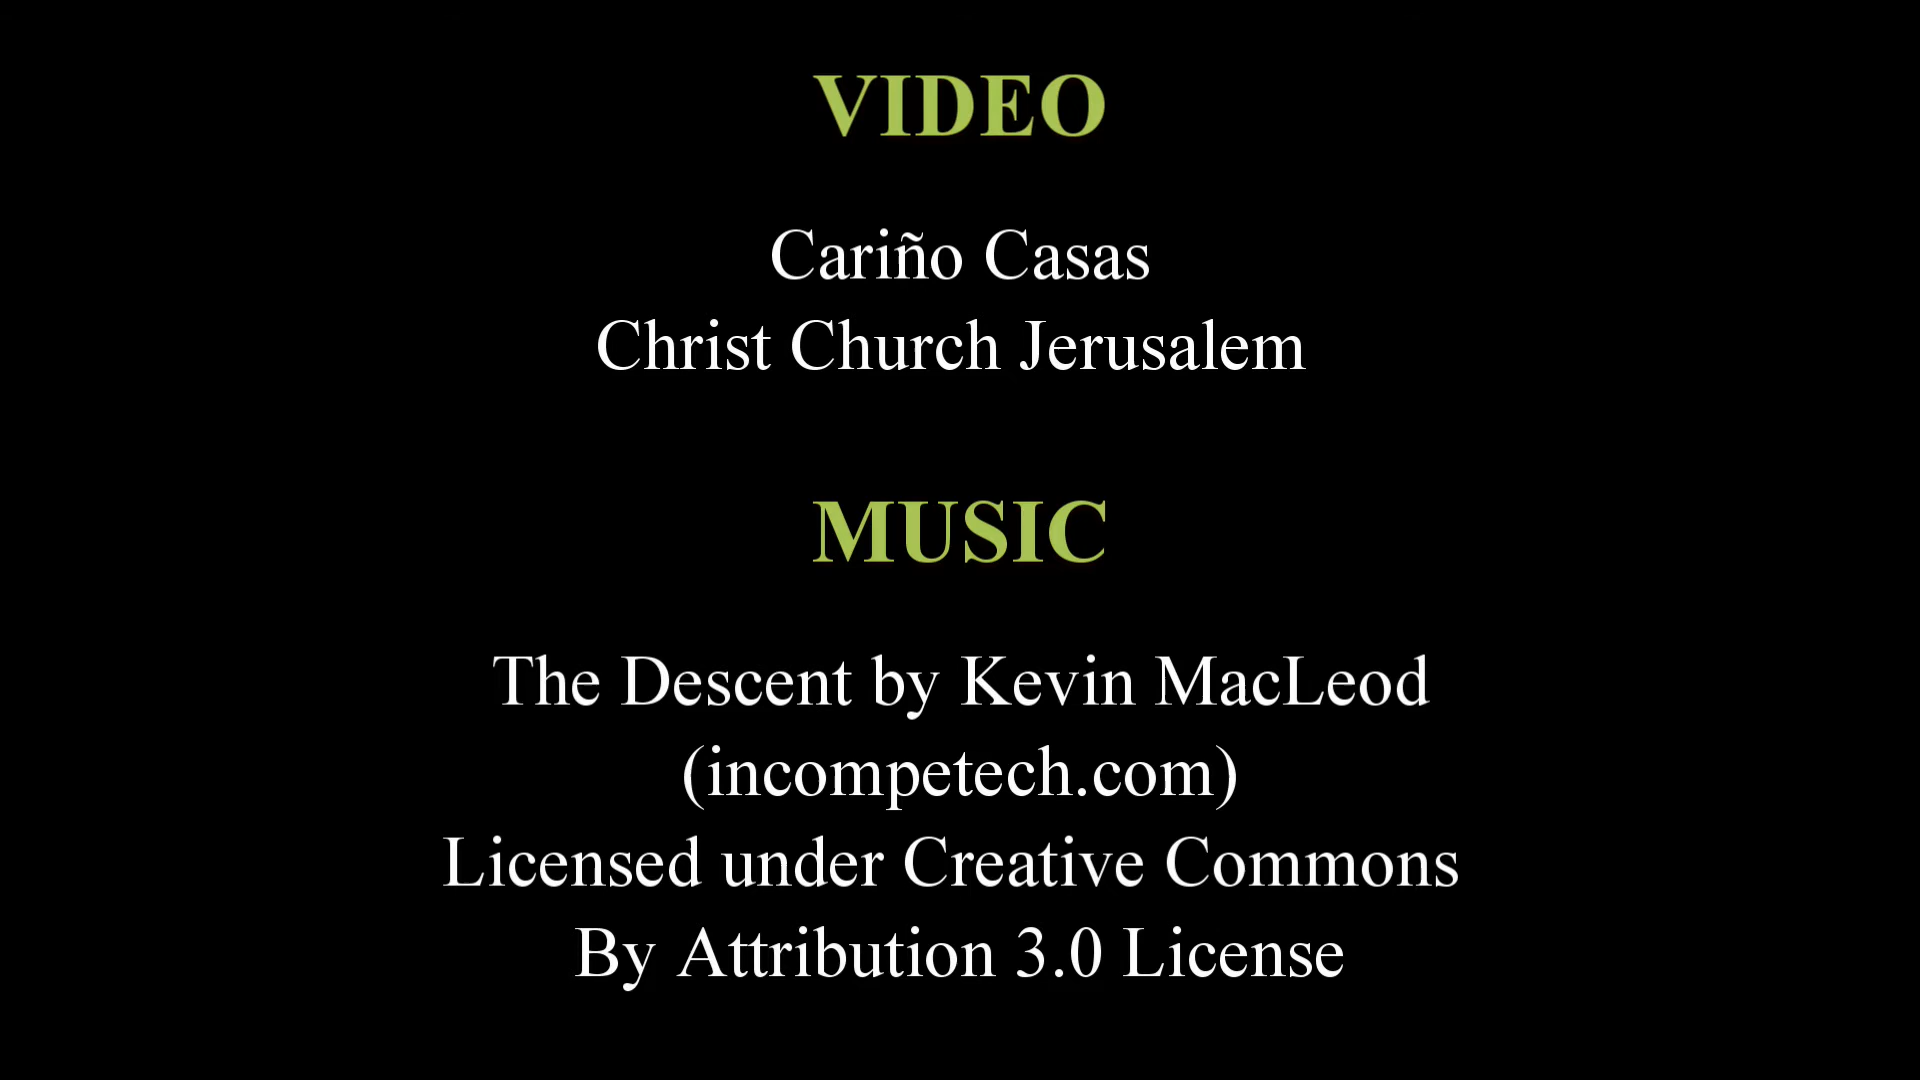 VIDEO
Cariño Casas
Christ Church Jerusalem
MUSIC
The Descent by Kevin MacLeod
(incompetech.com)
Licensed under Creative Commons
By Attribution 3.0 License